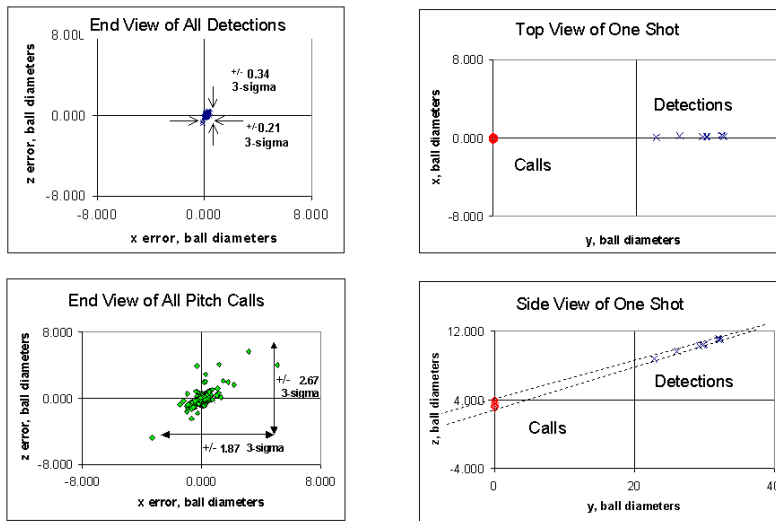 End View of All Detections
8.00(
+/- 0.34
3-sigma
0.000
+/-0.21
3-sigma
-8.000
-8.000 0.000 8.000
x error, ball diameters
z error, ball diameters
Top View of One Shot
8.000
Detections
0.000
Calls
-8.000
y, ball diameters
x, ball diameters
End View of All Pitch Calls
8.000
+/- 2.67
3-sigma
0.000
+/- 1.87 3-sigma
-8.000
-8.000 0.000 8.000
x error, ball diameters
z error, ball diameters
Side View of One Shot
12.000
Detections
4.000
Calls
-4.000
0 20 40
y, ball diameters
z, ball diameters